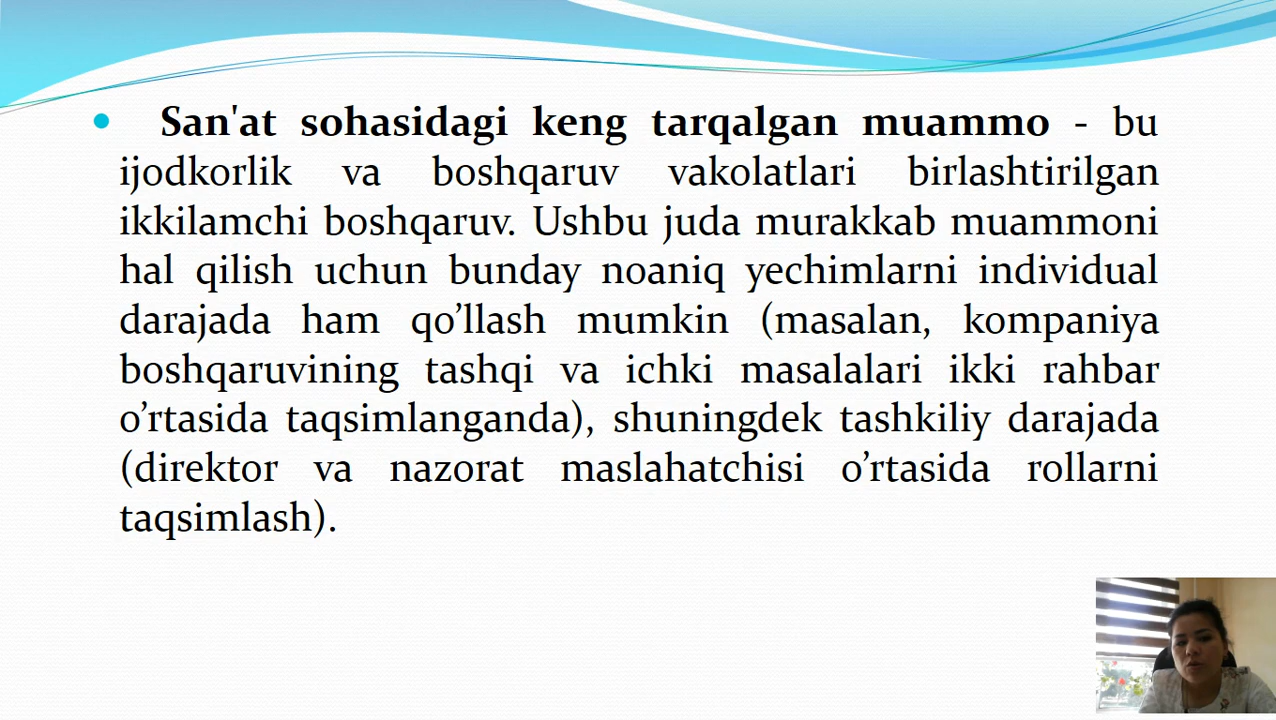 • San'at sohasidagi keng tarqalgan muammo - bu
ijodkorlik va boshqaruv vakolatlari birlashtirilgan
ikkilamchi boshqaruv. Ushbu juda murakkab muammoni
hal qilish uchun bunday noaniq yechimlarni individual
darajada ham qo’llash mumkin (masalan, kompaniya
boshqaruvining tashqi va ichki masalalari ikki rahbar
o’rtasida taqsimlanganda), shuningdek tashkiliy darajada
(direktor va nazorat maslahatchisi o’rtasida rollarni
taqsimlash).